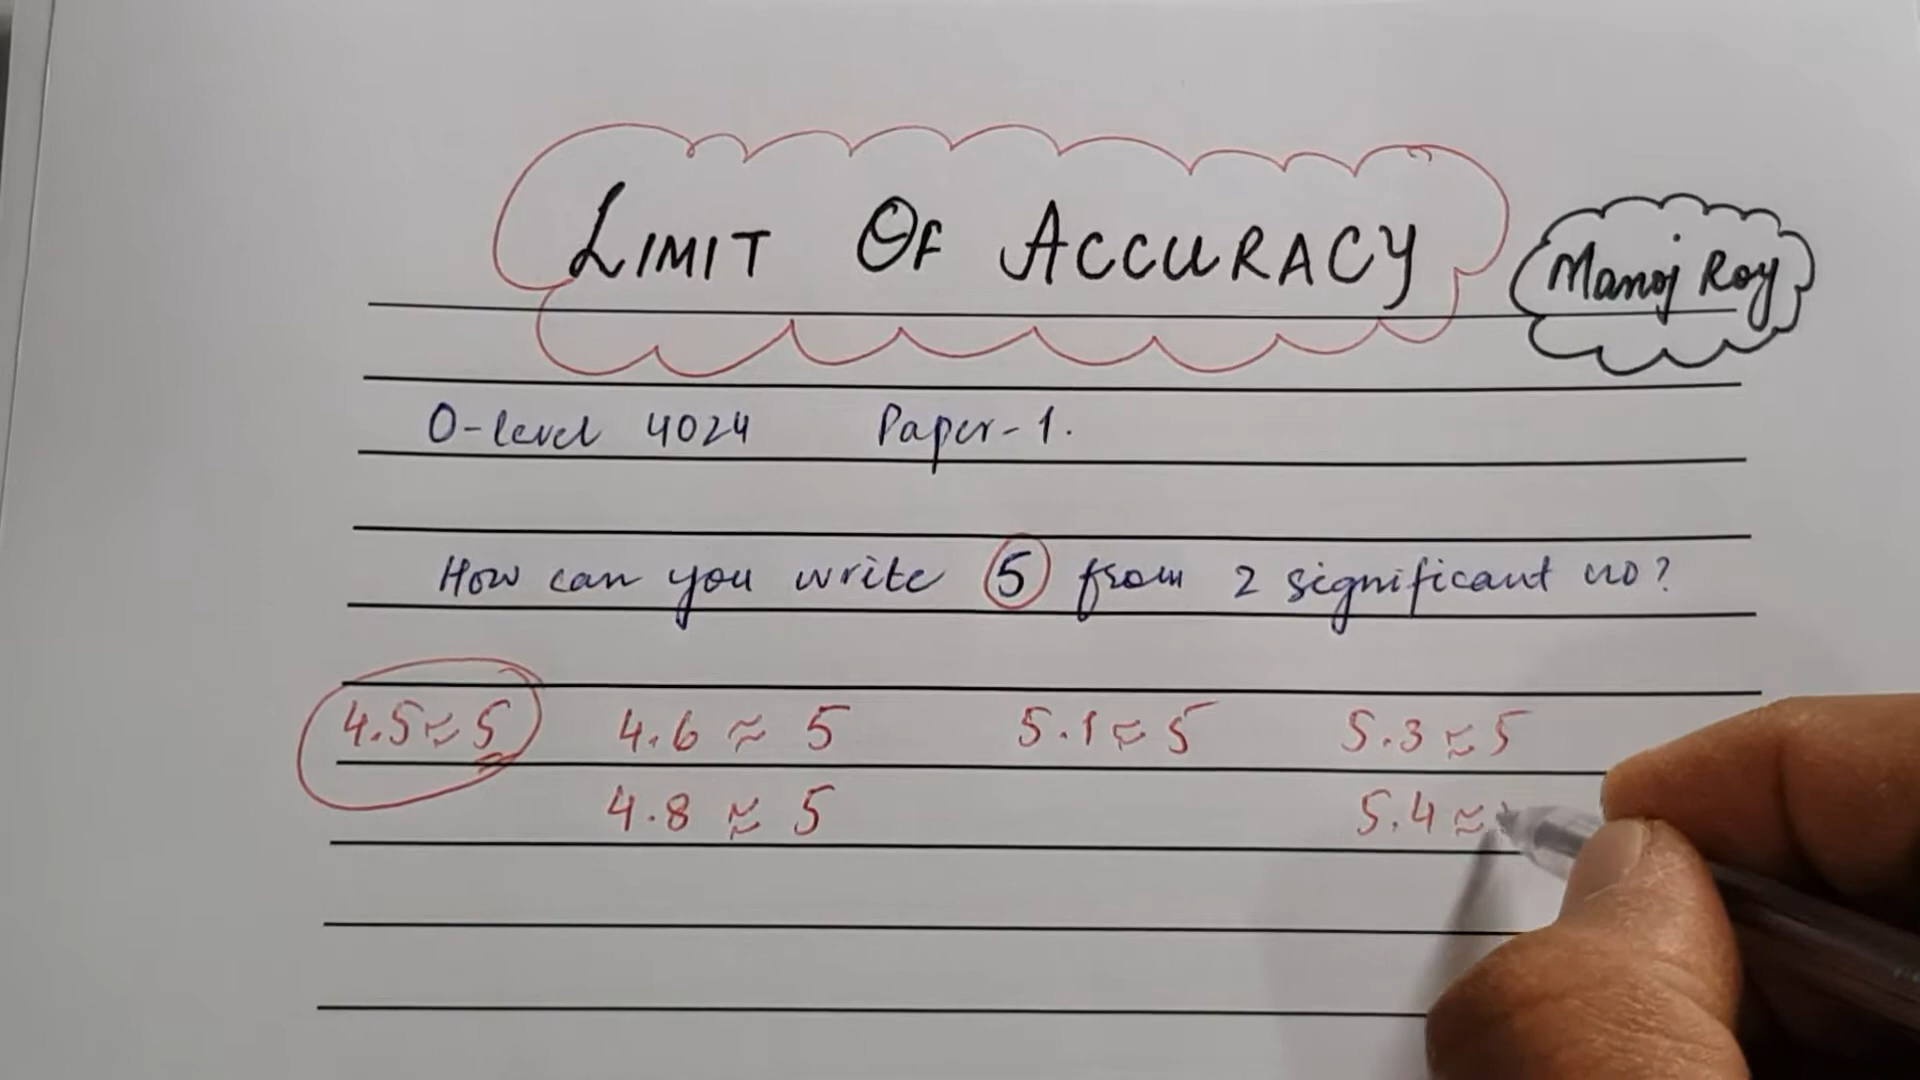 LIMIT OF ACCURACY
Manoj Roy
O-level 4024 Paper-1.
How can you write 5 from 2 significant no?
4.5≈5 4.6 ≈ 5 5.1≈5 5.3≈5
4.8 ≈ 5 5.4≈